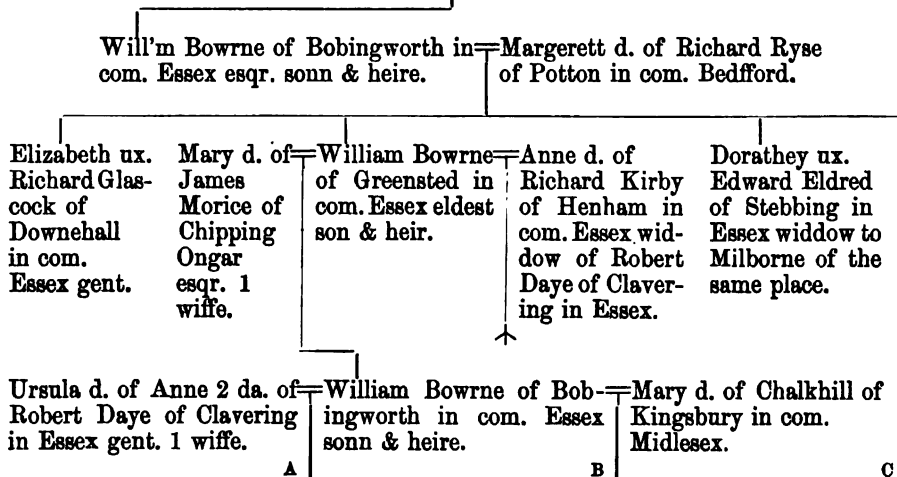 Will'm Bowrne of Bobingworth in
com. Essex esqr. sonn & heire.
Margerett d. of Richard Ryse
of Potton in com. Bedfford.
Elizabeth ux.
Richard Glas-
cock of
Downehall
in com.
Essex gent.
Mary d. of
James
Morice of
Chipping
Ongar
esqr. 1
wiffe.
William Bowrne
of Greensted in
com. Essex eldest
son & heir.
Anne d. of
Richard Kirby
of Henham in
com. Essex wid-
dow of Robert
Daye of Claver-
ing in Essex.
Dorathey ux.
Edward Eldred
of Stebbing in
Essex widdow to
Milborne of the
same place.
Ursula d. of Anne 2 da. of
Robert Daye of Clavering
in Essex gent. 1 wiffe.
William Bowrne of Bob-
ingworth in com. Essex
sonn & heire.
Mary d. of Chalkhill of
Kingsbury in com.
Midlesex.
A
B
C